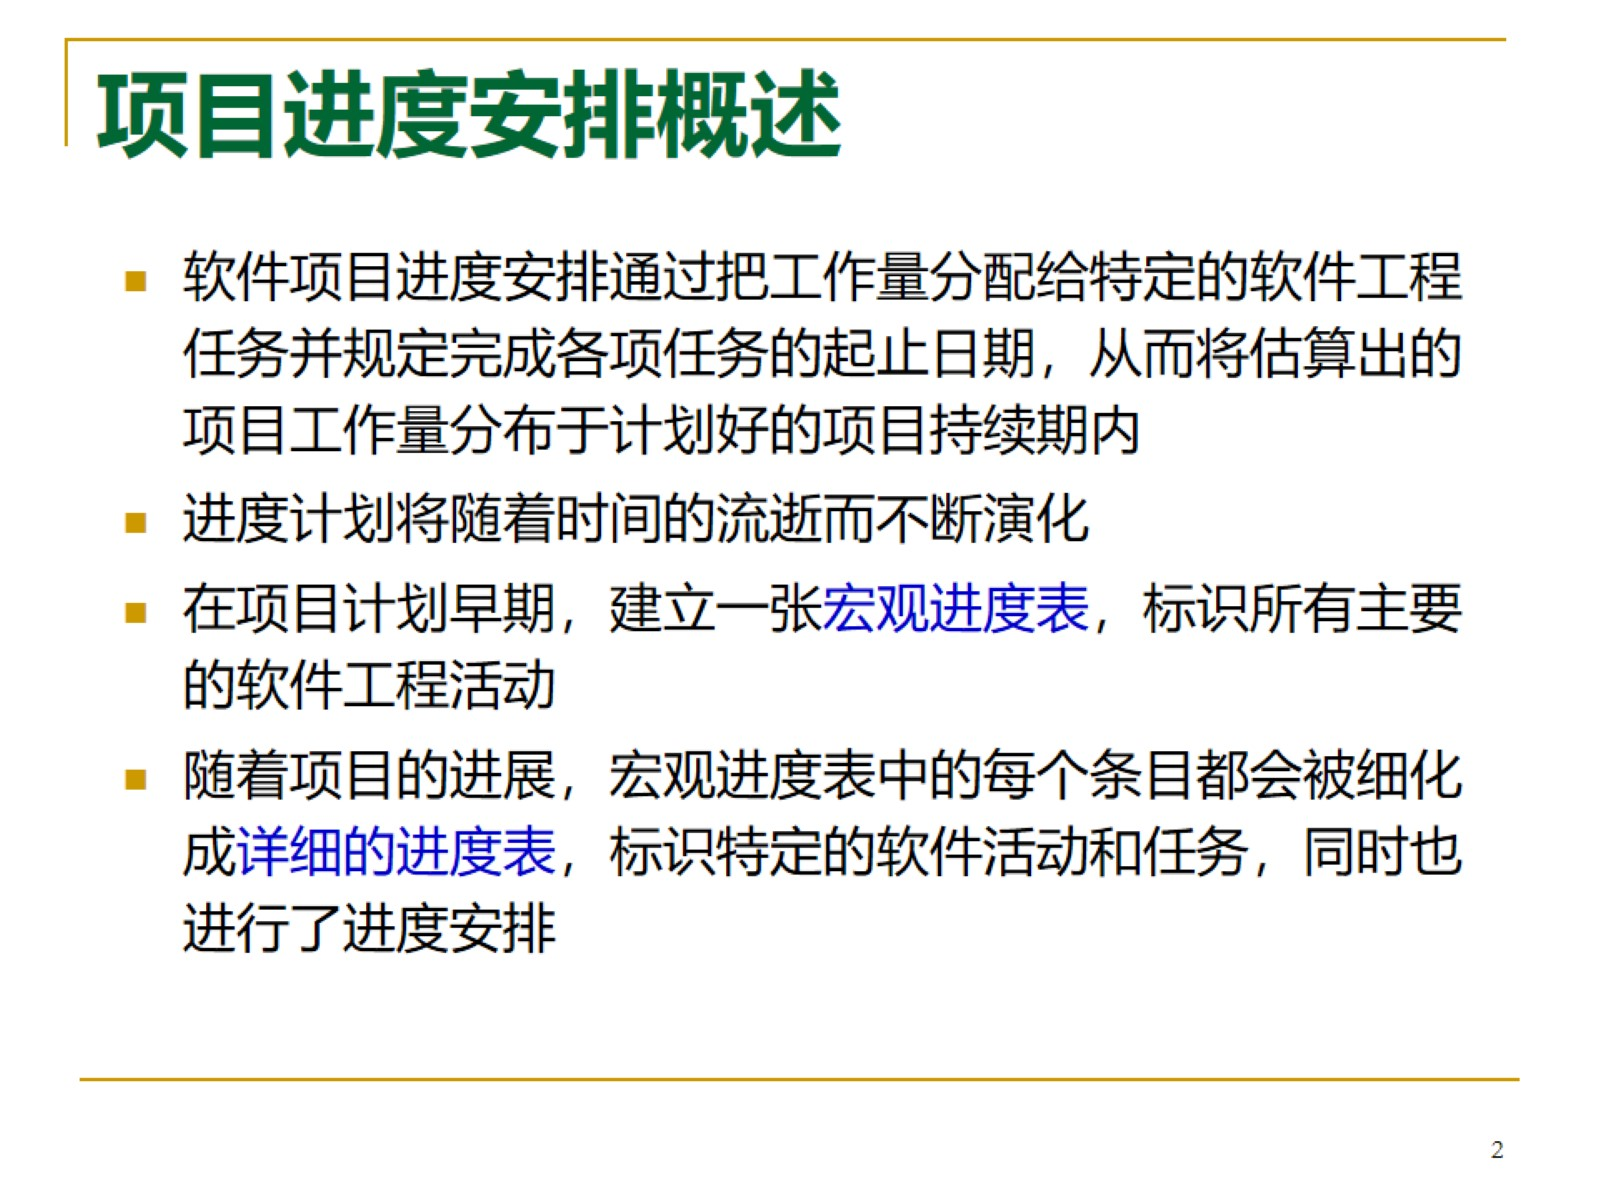 项目进度安排概述
软件项目进度安排通过把工作量分配给特定的软件工程
任务并规定完成各项任务的起止日期，从而将估算出的
项目工作量分布于计划好的项目持续期内
进度计划将随着时间的流逝而不断演化
在项目计划早期，建立一张宏观进度表，标识所有主要
的软件工程活动
随着项目的进展，宏观进度表中的每个条目都会被细化
成详细的进度表，标识特定的软件活动和任务，同时也
进行了进度安排
2